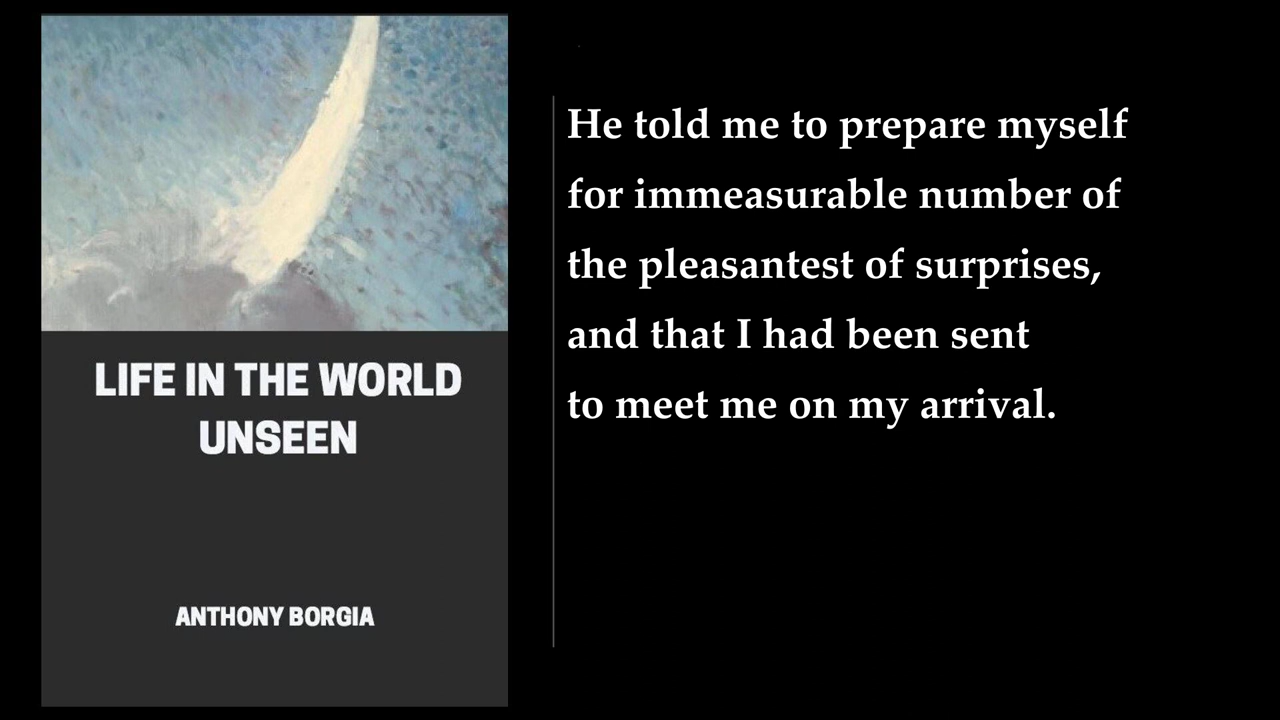 LIFE IN THE WORLD
UNSEEN
ANTHONY BORGIA
He told me to prepare myself
for immeasurable number of
the pleasantest of surprises,
and that I had been sent
to meet me on my arrival.